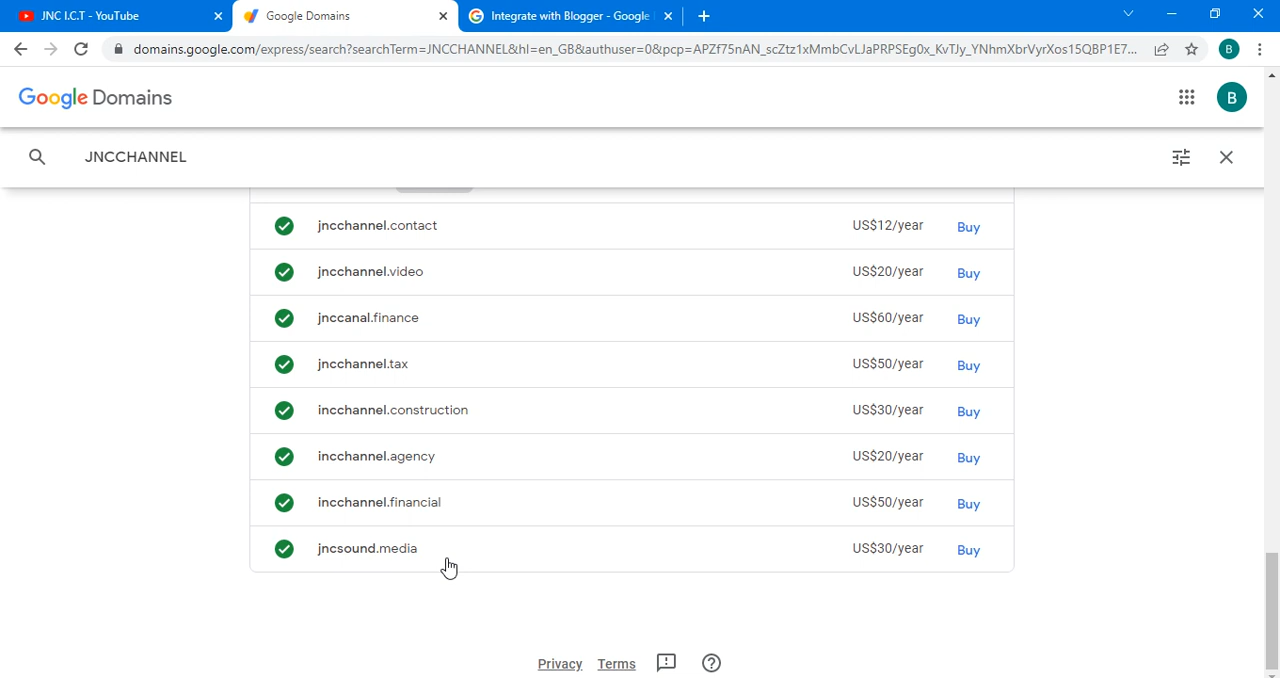 JNC I.C.T - YouTube
Google Domains
Integrate with Blogger - Google
domains.google.com/express/search?searchTerm=JNCCHANNEL&hl=en_GB&authuser=0&pcp=APZf75nAN_scZtz1xMmbCvLJaPRPSEg0x_KvTJy_YNhmXbrVyrXos15QBP1E7...
B
Google Domains
B
JNCCHANNEL
jncchannel.contact US$12/year Buy
jncchannel.video US$20/year Buy
jnccanal.finance US$60/year Buy
jncchannel.tax US$50/year Buy
incchannel.construction US$30/year Buy
incchannel.agency US$20/year Buy
incchannel.financial US$50/year Buy
jncsound.media US$30/year Buy
Privacy Terms